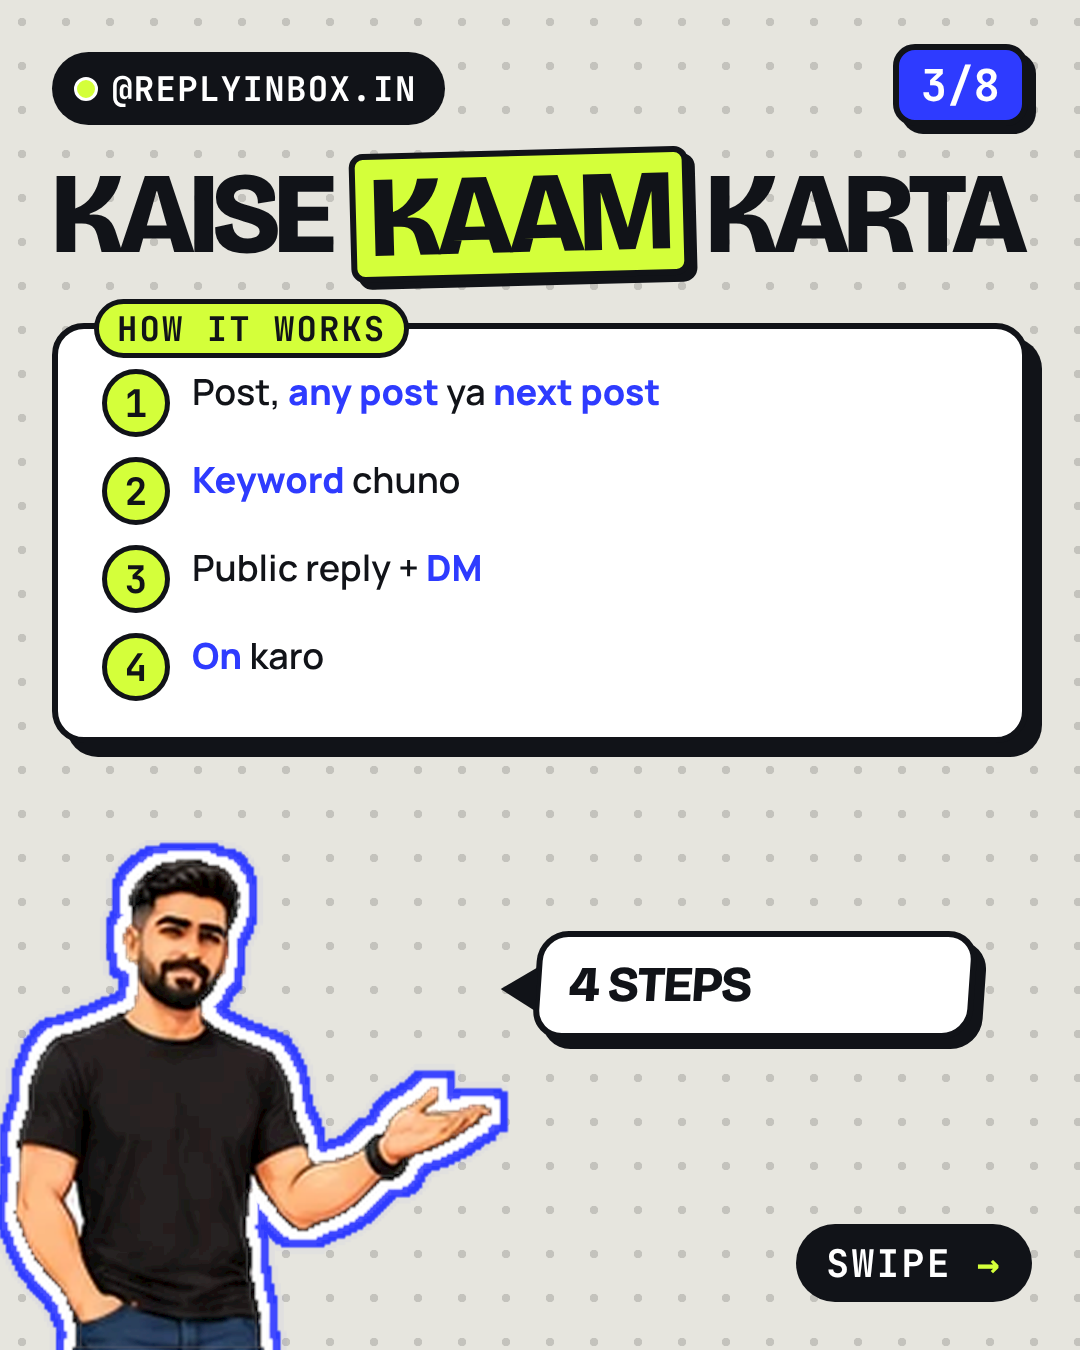 @REPLYINBOX.IN
3/8
KAISE KAAM KARTA
HOW IT WORKS
1 Post, any post ya next post
2 Keyword chuno
3 Public reply + DM
4 On karo
4 STEPS
SWIPE →